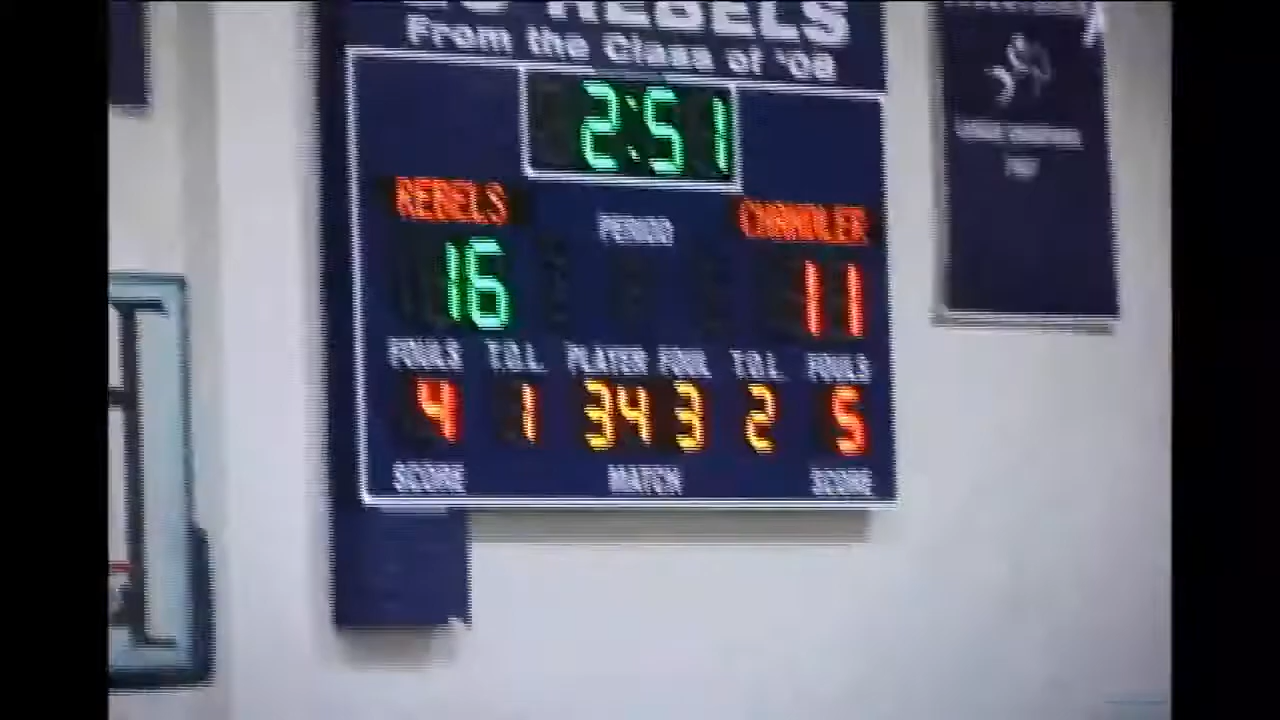 REBELS
From the Class of '08
2:51
REBELS PERIOD CHANDLER
16 11
FOULS T.O.L. PLAYER FOUL T.O.L. FOULS
4 1 34 3 2 5
SCORE MATCH SCORE